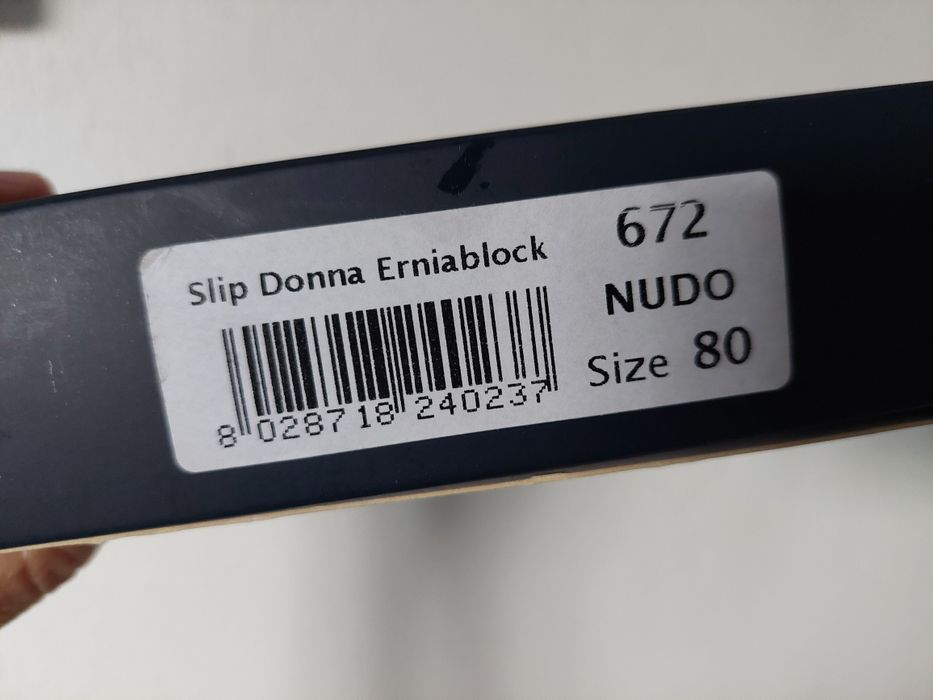 Slip Donna Erniablock
8 028718 240237
672
NUDO
Size 80